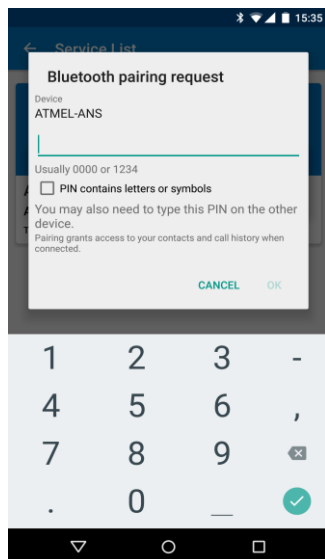 15:35
Service List
Bluetooth pairing request
Device
ATMEL-ANS
Usually 0000 or 1234
PIN contains letters or symbols
You may also need to type this PIN on the other
device.
Pairing grants access to your contacts and call history when
connected.
CANCEL OK
1 2 3 -
4 5 6 ,
7 8 9
. 0 _